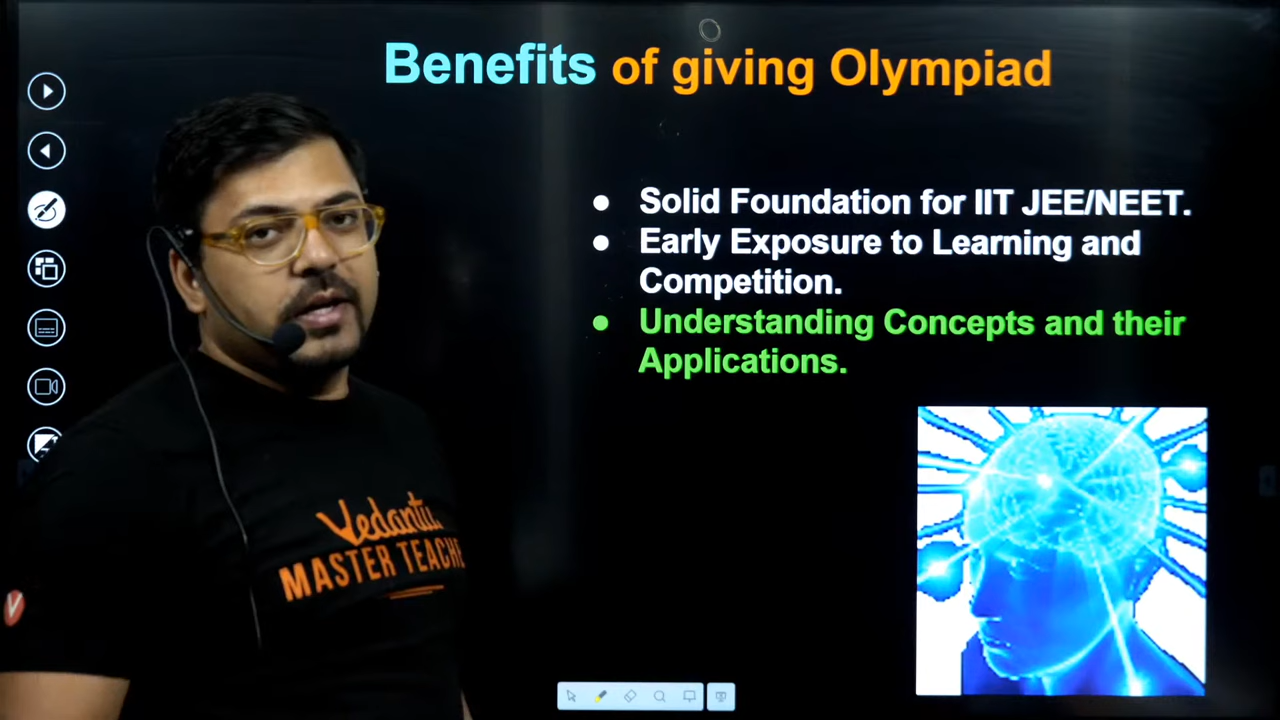 Benefits of giving Olympiad
● Solid Foundation for IIT JEE/NEET.
● Early Exposure to Learning and
Competition.
● Understanding Concepts and their
Applications.
Vedantu
MASTER TEACHE
V